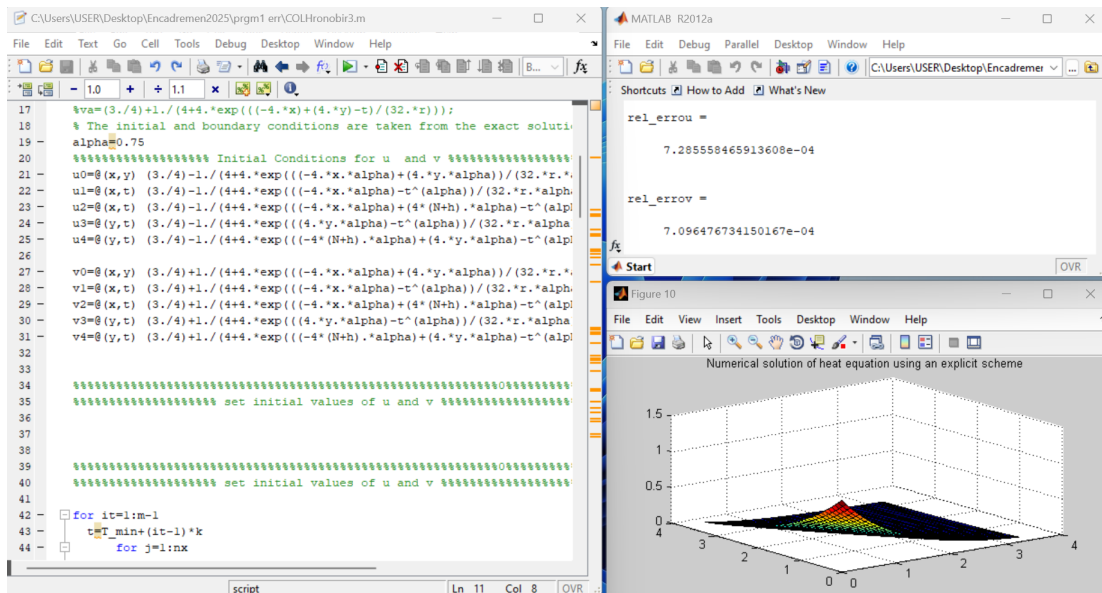 C:\Users\USER\Desktop\Encadremen2025\prgm1 err\COLHronobir3.m
File Edit Text Go Cell Tools Debug Desktop Window Help
B...
fx
1.0
1.1
17 %va=(3./4)+1./(4+4.*exp(((-4.*x)+(4.*y)-t)/(32.*r)));
18 % The initial and boundary conditions are taken from the exact soluti
19 alpha=0.75
20 %%%%%%%%%%%%%%%%%%% Initial Conditions for u and v %%%%%%%%%%%%%%%%%
21 u0=@(x,y) (3./4)-1./(4+4.*exp(((-4.*x.*alpha)+(4.*y.*alpha))/(32.*r.*
22 u1=@(x,t) (3./4)-1./(4+4.*exp(((-4.*x.*alpha)-t^(alpha))/(32.*r.*alph
23 u2=@(x,t) (3./4)-1./(4+4.*exp(((-4.*x.*alpha)+(4*(N+h).*alpha)-t^(alp
24 u3=@(y,t) (3./4)-1./(4+4.*exp(((4.*y.*alpha)-t^(alpha))/(32.*r.*alpha
25 u4=@(y,t) (3./4)-1./(4+4.*exp(((-4*(N+h).*alpha)+(4.*y.*alpha)-t^(alp
26
27 v0=@(x,y) (3./4)+1./(4+4.*exp(((-4.*x.*alpha)+(4.*y.*alpha))/(32.*r.*
28 v1=@(x,t) (3./4)+1./(4+4.*exp(((-4.*x.*alpha)-t^(alpha))/(32.*r.*alph
29 v2=@(x,t) (3./4)+1./(4+4.*exp(((-4.*x.*alpha)+(4*(N+h).*alpha)-t^(alp
30 v3=@(y,t) (3./4)+1./(4+4.*exp(((4.*y.*alpha)-t^(alpha))/(32.*r.*alpha
31 v4=@(y,t) (3./4)+1./(4+4.*exp(((-4*(N+h).*alpha)+(4.*y.*alpha)-t^(alp
32
33
34 %%%%%%%%%%%%%%%%%%%%%%%%%%%%%%%%%%%%%%%%%%%%%%%%%%%%%%%%%%%0%%%%%%%%%%
35 %%%%%%%%%%%%%%%%%%%% set initial values of u and v %%%%%%%%%%%%%%%%%%
36
37
38
39 %%%%%%%%%%%%%%%%%%%%%%%%%%%%%%%%%%%%%%%%%%%%%%%%%%%%%%%%%%%0%%%%%%%%%%
40 %%%%%%%%%%%%%%%%%%%% set initial values of u and v %%%%%%%%%%%%%%%%%%
41
42 for it=1:m-1
43 t=T_min+(it-1)*k
44 for j=1:nx
script Ln 11 Col 8 OVR
MATLAB R2012a
File Edit Debug Parallel Desktop Window Help
C:\Users\USER\Desktop\Encadremer
...
Shortcuts How to Add What's New
rel_errou =
7.285558465913608e-04
rel_errov =
7.096476734150167e-04
fx
Start OVR
Figure 10
File Edit View Insert Tools Desktop Window Help
Numerical solution of heat equation using an explicit scheme
1.5
1
0.5
0
4
3
2
1
0
0
1
2
3
4